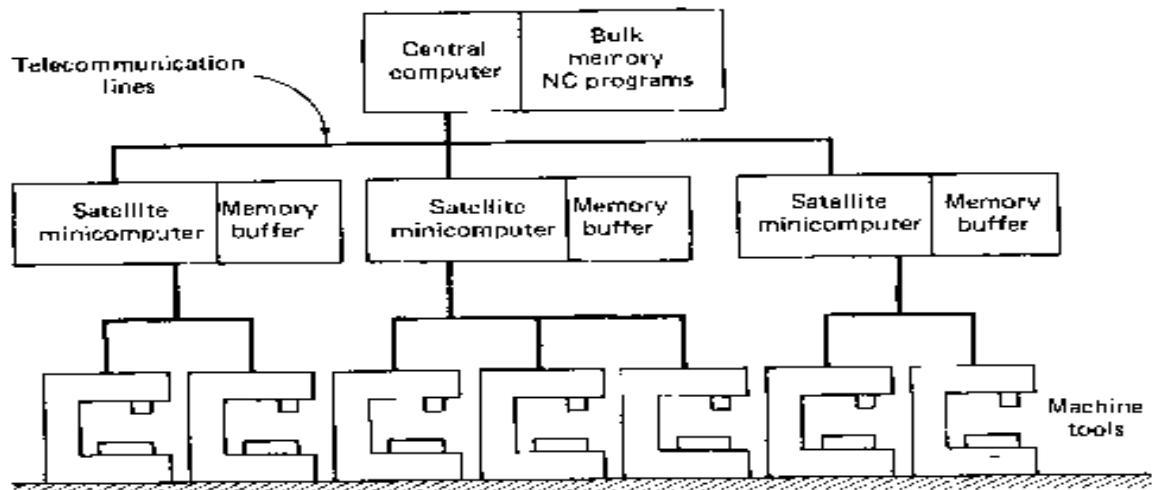 Central
computer
Bulk
memory
NC programs
Telecommunication
lines
Satellite
minicomputer
Memory
buffer
Satellite
minicomputer
Memory
buffer
Satellite
minicomputer
Memory
buffer
Machine
tools